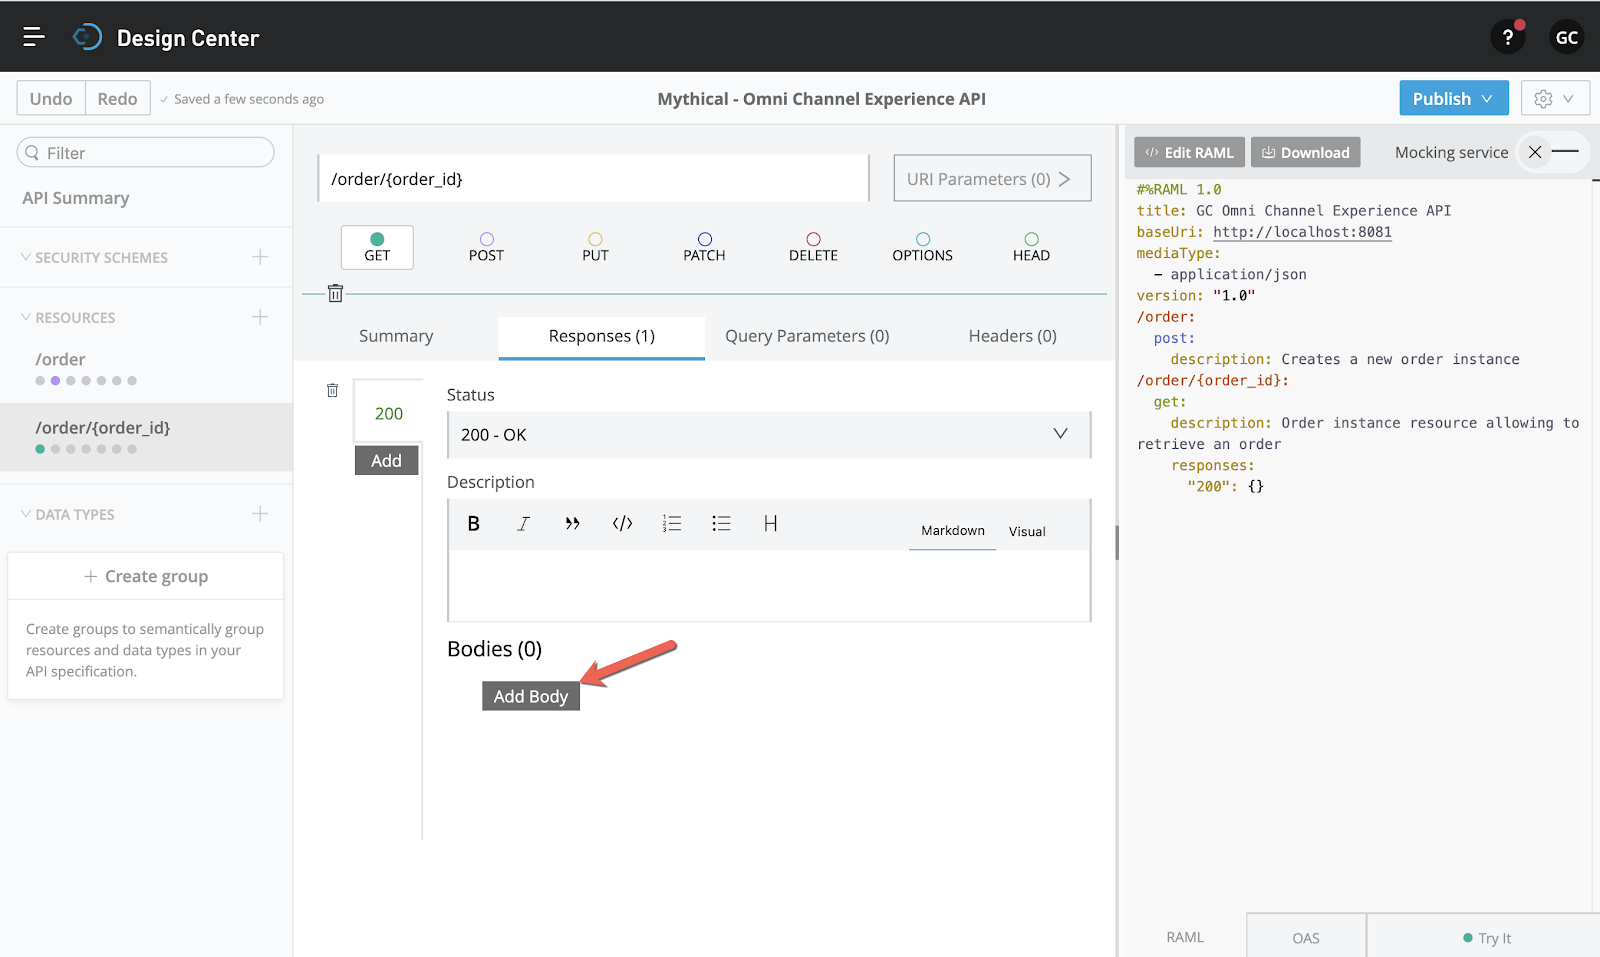 Design Center
?
GC
Undo
Redo
Saved a few seconds ago
Mythical - Omni Channel Experience API
Publish
Filter
API Summary
SECURITY SCHEMES
RESOURCES
/order
/order/{order_id}
DATA TYPES
Create group
Create groups to semantically group
resources and data types in your
API specification.
/order/{order_id}
URI Parameters (0)
GET
POST
PUT
PATCH
DELETE
OPTIONS
HEAD
Summary
Responses (1)
Query Parameters (0)
Headers (0)
200
Add
Status
200 - OK
Description
B
I
H
Markdown
Visual
Bodies (0)
Add Body
Edit RAML
Download
Mocking service
#%RAML 1.0
title: GC Omni Channel Experience API
baseUri: http://localhost:8081
mediaType:
- application/json
version: "1.0"
/order:
post:
description: Creates a new order instance
/order/{order_id}:
get:
description: Order instance resource allowing to
retrieve an order
responses:
"200": {}
RAML
OAS
Try It